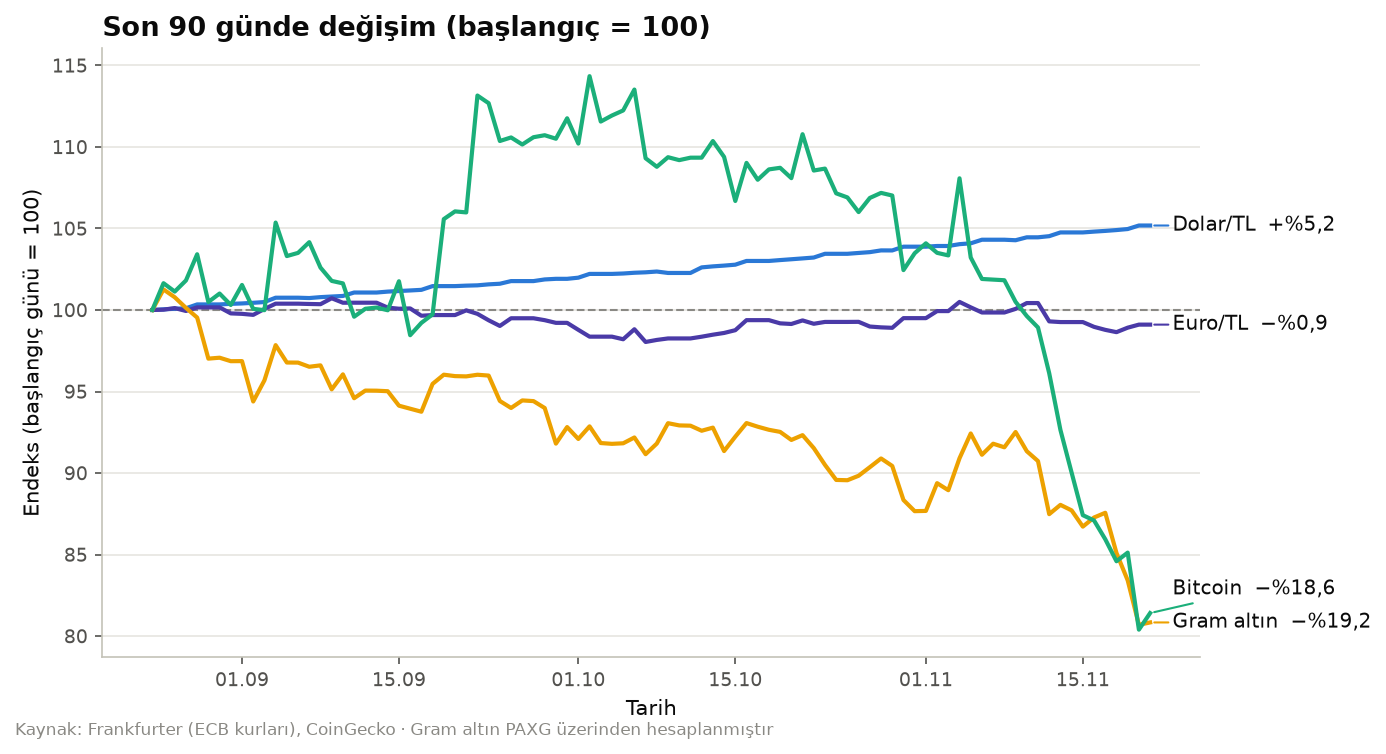 Son 90 günde değişim (başlangıç = 100)
Endeks (başlangıç günü = 100)
115
110
105
100
95
90
85
80
Dolar/TL +%5,2
Euro/TL −%0,9
Bitcoin −%18,6
Gram altın −%19,2
01.09
15.09
01.10
15.10
01.11
15.11
Tarih
Kaynak: Frankfurter (ECB kurları), CoinGecko · Gram altın PAXG üzerinden hesaplanmıştır